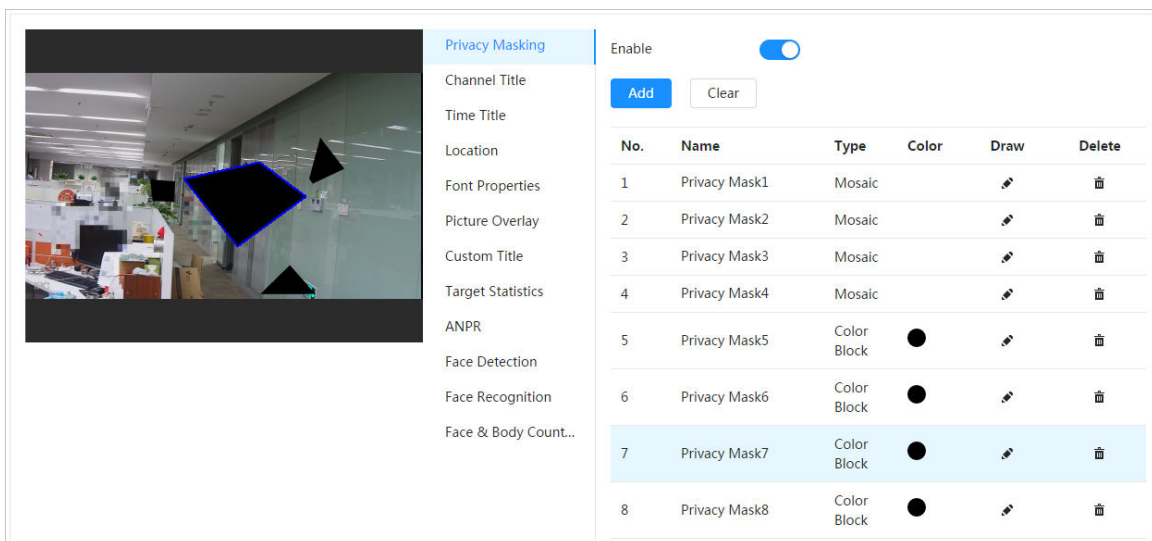 Privacy Masking
Channel Title
Time Title
Location
Font Properties
Picture Overlay
Custom Title
Target Statistics
ANPR
Face Detection
Face Recognition
Face & Body Count...
Enable
Add Clear
No. Name Type Color Draw Delete
1 Privacy Mask1 Mosaic
2 Privacy Mask2 Mosaic
3 Privacy Mask3 Mosaic
4 Privacy Mask4 Mosaic
5 Privacy Mask5 Color
Block
6 Privacy Mask6 Color
Block
7 Privacy Mask7 Color
Block
8 Privacy Mask8 Color
Block